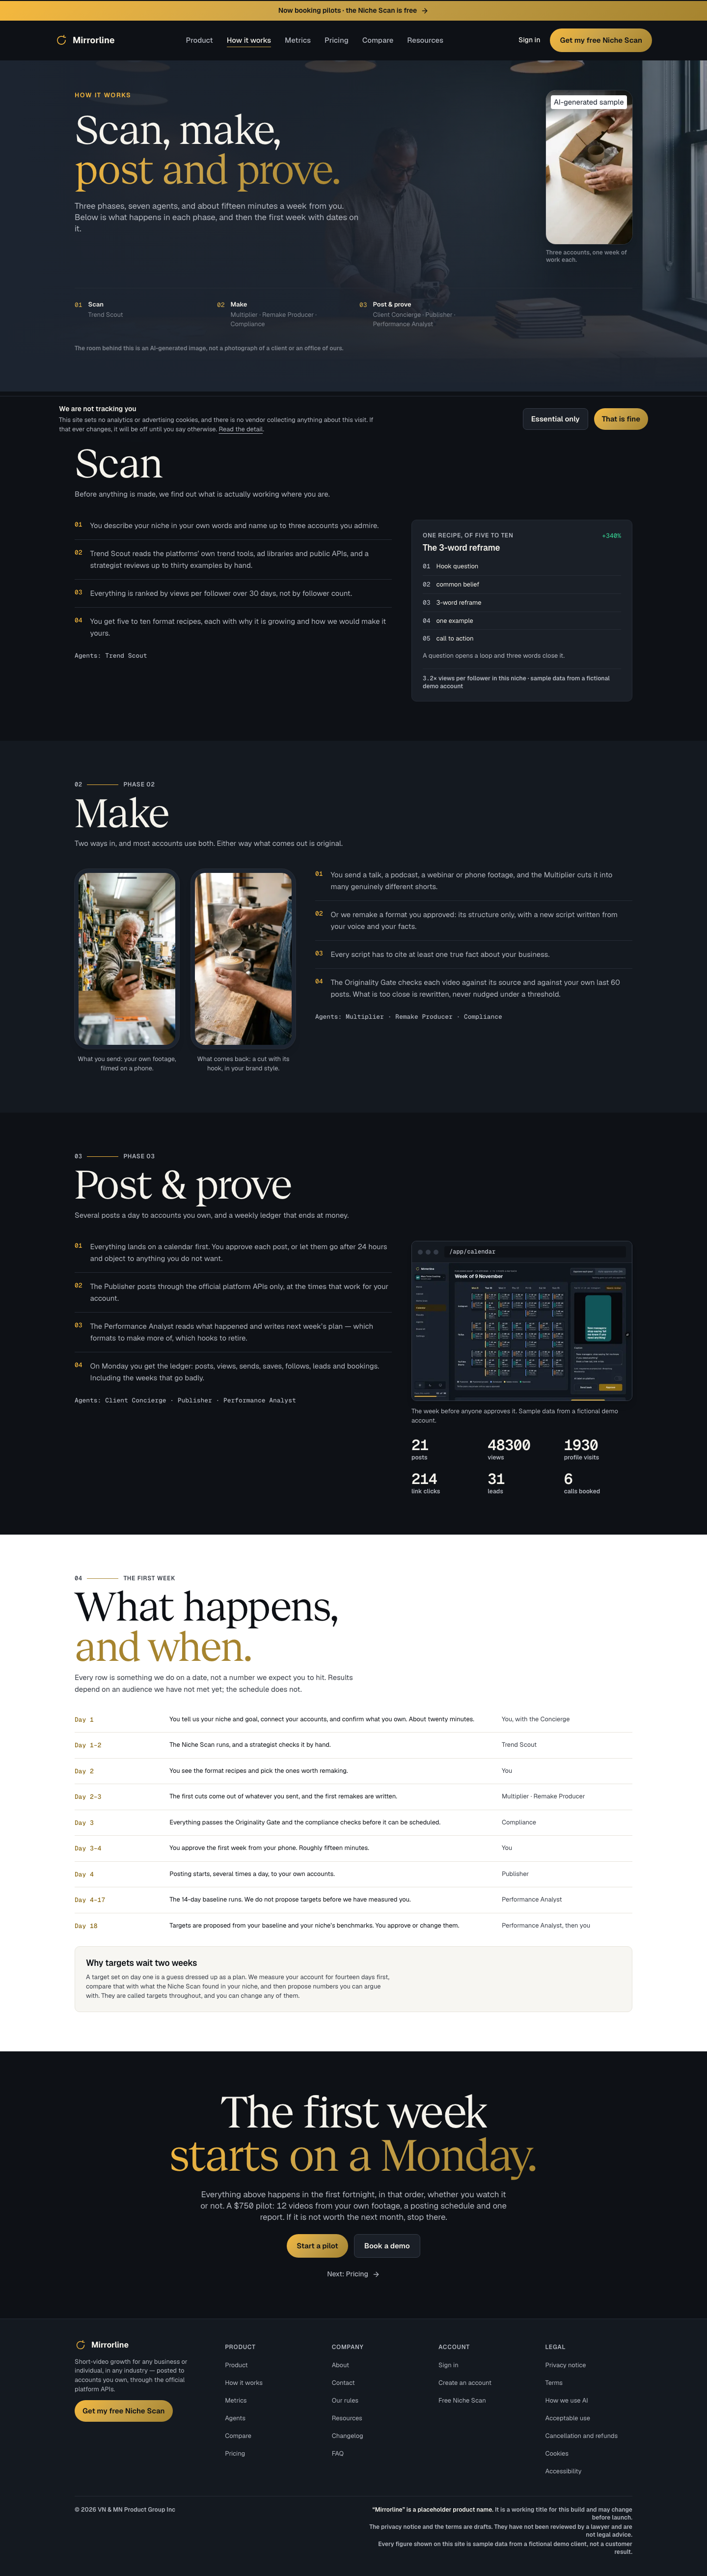 Now booking pilots · the Niche Scan is free →
Mirrorline
Product
How it works
Metrics
Pricing
Compare
Resources
Sign in
Get my free Niche Scan
HOW IT WORKS
Scan, make,
post and prove.
Three phases, seven agents, and about fifteen minutes a week from you.
Below is what happens in each phase, and then the first week with dates on
it.
AI-generated sample
Three accounts, one week of
work each.
01 Scan
Trend Scout
02 Make
Multiplier · Remake Producer ·
Compliance
03 Post & prove
Client Concierge · Publisher ·
Performance Analyst
The room behind this is an AI-generated image, not a photograph of a client or an office of ours.
We are not tracking you
This site sets no analytics or advertising cookies, and there is no vendor collecting anything about this visit. If
that ever changes, it will be off until you say otherwise. Read the detail.
Essential only
That is fine
Scan
Before anything is made, we find out what is actually working where you are.
01 You describe your niche in your own words and name up to three accounts you admire.
02 Trend Scout reads the platforms' own trend tools, ad libraries and public APIs, and a
strategist reviews up to thirty examples by hand.
03 Everything is ranked by views per follower over 30 days, not by follower count.
04 You get five to ten format recipes, each with why it is growing and how we would make it
yours.
Agents: Trend Scout
ONE RECIPE, OF FIVE TO TEN
+340%
The 3-word reframe
01 Hook question
02 common belief
03 3-word reframe
04 one example
05 call to action
A question opens a loop and three words close it.
3.2× views per follower in this niche · sample data from a fictional
demo account
02 PHASE 02
Make
Two ways in, and most accounts use both. Either way what comes out is original.
What you send: your own footage,
filmed on a phone.
What comes back: a cut with its
hook, in your brand style.
01 You send a talk, a podcast, a webinar or phone footage, and the Multiplier cuts it into
many genuinely different shorts.
02 Or we remake a format you approved: its structure only, with a new script written from
your voice and your facts.
03 Every script has to cite at least one true fact about your business.
04 The Originality Gate checks each video against its source and against your own last 60
posts. What is too close is rewritten, never nudged under a threshold.
Agents: Multiplier · Remake Producer · Compliance
03 PHASE 03
Post & prove
Several posts a day to accounts you own, and a weekly ledger that ends at money.
01 Everything lands on a calendar first. You approve each post, or let them go after 24 hours
and object to anything you do not want.
02 The Publisher posts through the official platform APIs only, at the times that work for your
account.
03 The Performance Analyst reads what happened and writes next week's plan — which
formats to make more of, which hooks to retire.
04 On Monday you get the ledger: posts, views, sends, saves, follows, leads and bookings.
Including the weeks that go badly.
Agents: Client Concierge · Publisher · Performance Analyst
/app/calendar
Mirrorline
Week of 9 November
The week before anyone approves it. Sample data from a fictional demo
account.
21
posts
48300
views
1930
profile visits
214
link clicks
31
leads
6
calls booked
04 THE FIRST WEEK
What happens,
and when.
Every row is something we do on a date, not a number we expect you to hit. Results
depend on an audience we have not met yet; the schedule does not.
Day 1 You tell us your niche and goal, connect your accounts, and confirm what you own. About twenty minutes. You, with the Concierge
Day 1–2 The Niche Scan runs, and a strategist checks it by hand. Trend Scout
Day 2 You see the format recipes and pick the ones worth remaking. You
Day 2–3 The first cuts come out of whatever you sent, and the first remakes are written. Multiplier · Remake Producer
Day 3 Everything passes the Originality Gate and the compliance checks before it can be scheduled. Compliance
Day 3–4 You approve the first week from your phone. Roughly fifteen minutes. You
Day 4 Posting starts, several times a day, to your own accounts. Publisher
Day 4–17 The 14-day baseline runs. We do not propose targets before we have measured you. Performance Analyst
Day 18 Targets are proposed from your baseline and your niche's benchmarks. You approve or change them. Performance Analyst, then you
Why targets wait two weeks
A target set on day one is a guess dressed up as a plan. We measure your account for fourteen days first,
compare that with what the Niche Scan found in your niche, and then propose numbers you can argue
with. They are called targets throughout, and you can change any of them.
The first week
starts on a Monday.
Everything above happens in the first fortnight, in that order, whether you watch it
or not. A $750 pilot: 12 videos from your own footage, a posting schedule and one
report. If it is not worth the next month, stop there.
Start a pilot
Book a demo
Next: Pricing →
Mirrorline
Short-video growth for any business or
individual, in any industry — posted to
accounts you own, through the official
platform APIs.
Get my free Niche Scan
PRODUCT
Product
How it works
Metrics
Agents
Compare
Pricing
COMPANY
About
Contact
Our rules
Resources
Changelog
FAQ
ACCOUNT
Sign in
Create an account
Free Niche Scan
LEGAL
Privacy notice
Terms
How we use AI
Acceptable use
Cancellation and refunds
Cookies
Accessibility
© 2026 VN & MN Product Group Inc
"Mirrorline" is a placeholder product name. It is a working title for this build and may change
before launch.
The privacy notice and the terms are drafts. They have not been reviewed by a lawyer and are
not legal advice.
Every figure shown on this site is sample data from a fictional demo client, not a customer
result.